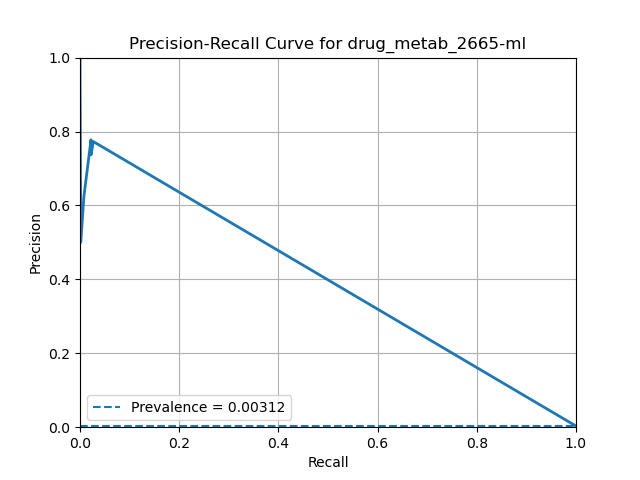 Precision-Recall Curve for drug_metab_2665-ml
1.0
0.8
0.6
0.4
0.2
0.0
Precision
Prevalence = 0.00312
0.0 0.2 0.4 0.6 0.8 1.0
Recall